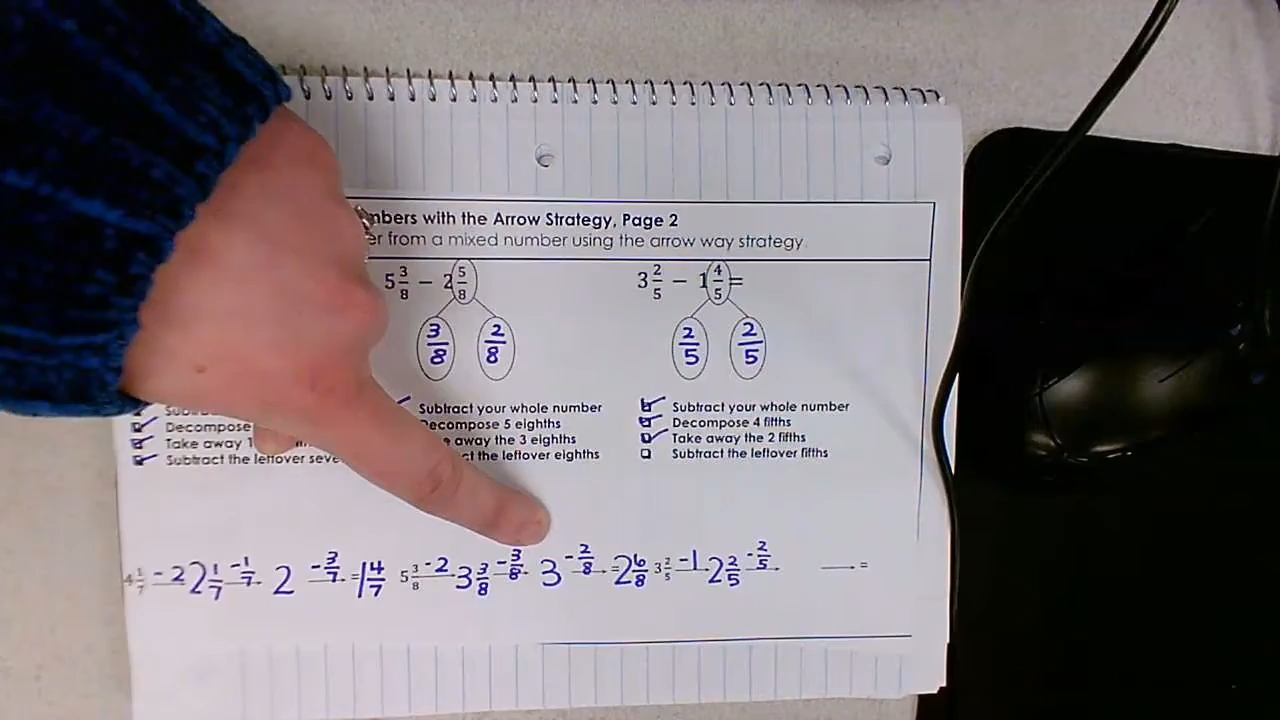 mbers with the Arrow Strategy, Page 2
er from a mixed number using the arrow way strategy
5 3/8 - 2 5/8
3/8 2/8
3 2/5 - 1 4/5 =
2/5 2/5
Decompose
Take away 1
Subtract the leftover seve
Subtract your whole number
Decompose 5 eighths
e away the 3 eighths
ct the leftover eighths
Subtract your whole number
Decompose 4 fifths
Take away the 2 fifths
Subtract the leftover fifths
4 1/7 -2 2 1/7 -1/7 2 -3/7 = 1 4/7
5 3/8 -2 3 3/8 -3/8 3 -2/8 = 2 6/8
3 2/5 -1 2 2/5 -2/5 =